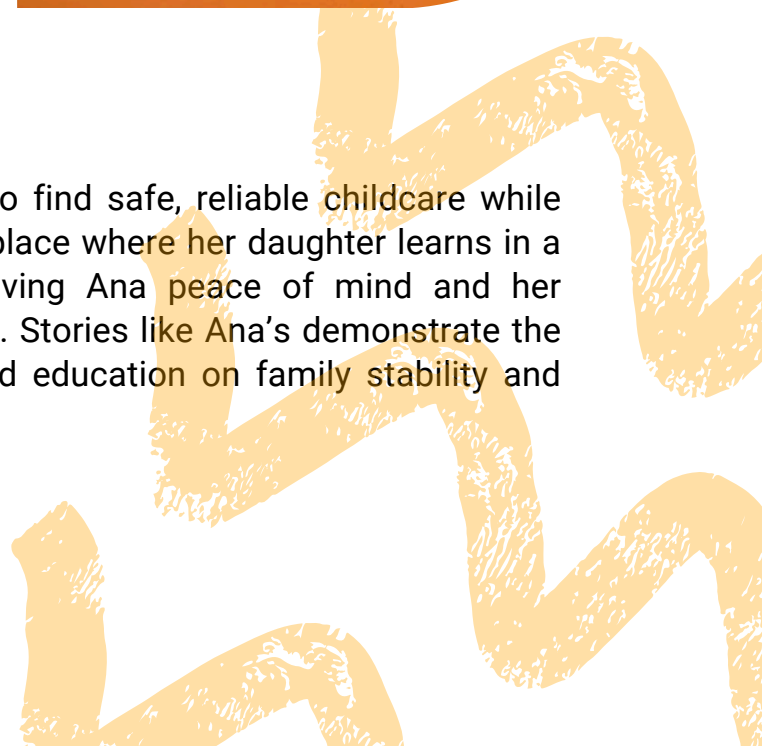 o find safe, reliable childcare while
place where her daughter learns in a
ving Ana peace of mind and her
. Stories like Ana’s demonstrate the
d education on family stability and